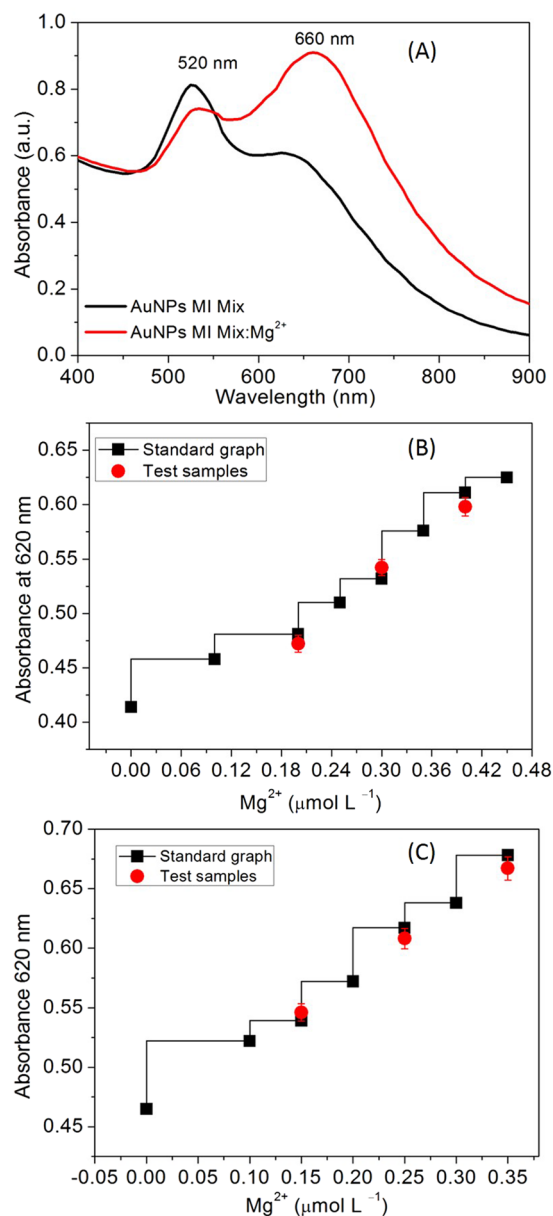 (A)
520 nm
660 nm
1.0
0.8
0.6
0.4
0.2
0.0
Absorbance (a.u.)
AuNPs MI Mix
AuNPs MI Mix:Mg²⁺
400 500 600 700 800 900
Wavelength (nm)
(B)
Standard graph
Test samples
0.65
0.60
0.55
0.50
0.45
0.40
Absorbance at 620 nm
0.00 0.06 0.12 0.18 0.24 0.30 0.36 0.42 0.48
Mg²⁺ (μmol L ⁻¹)
(C)
Standard graph
Test samples
0.70
0.65
0.60
0.55
0.50
0.45
Absorbance 620 nm
-0.05 0.00 0.05 0.10 0.15 0.20 0.25 0.30 0.35
Mg²⁺ (μmol L ⁻¹)